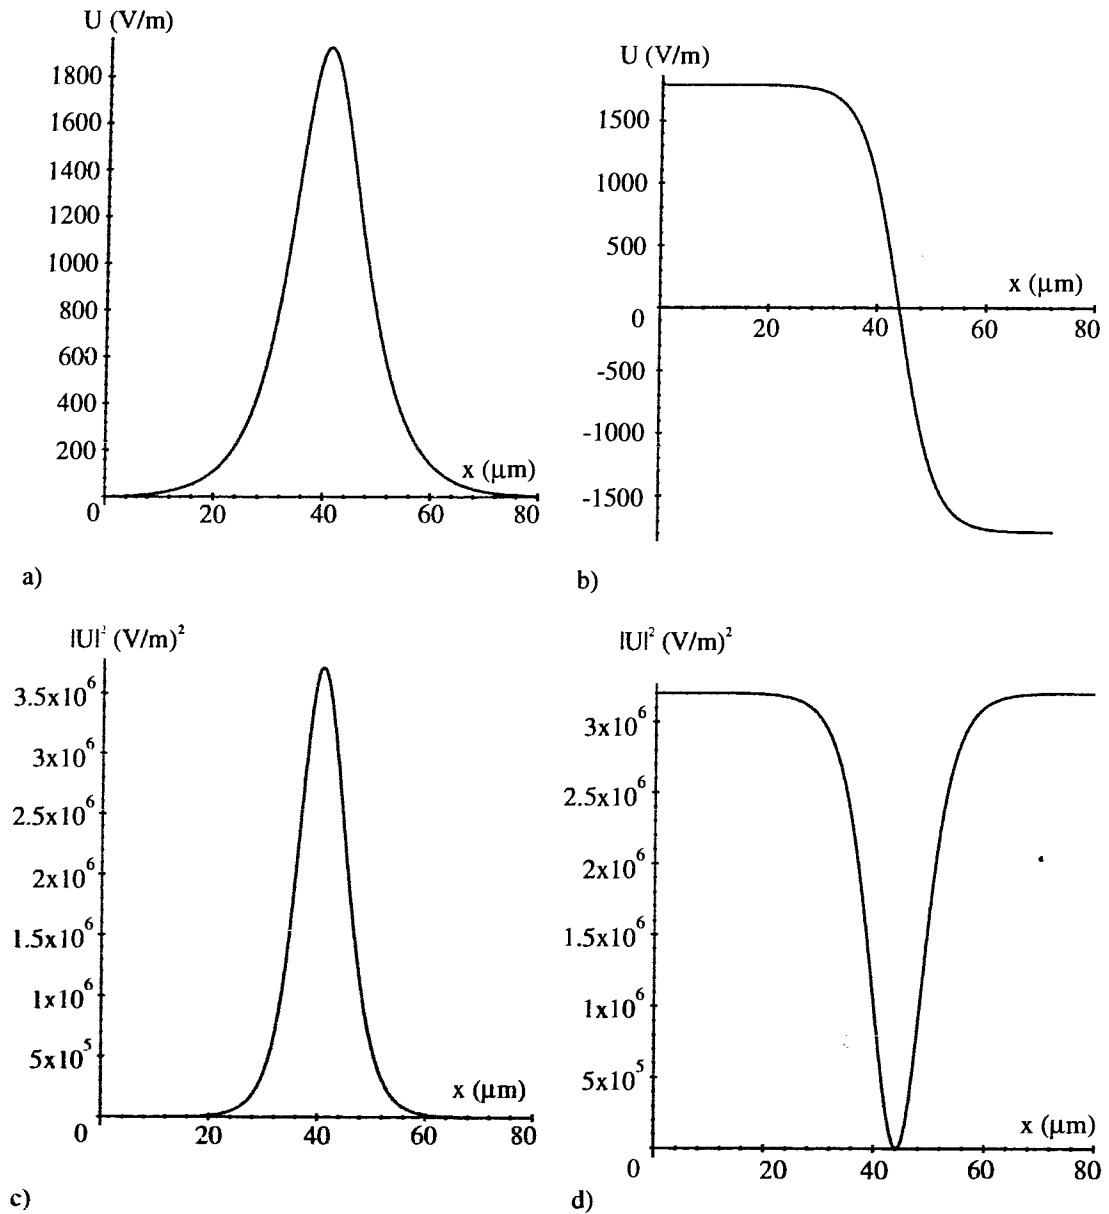 U (V/m)
1800
1600
1400
1200
1000
800
600
400
200
0
20
40
60
80
x (μm)
a)
U (V/m)
1500
1000
500
0
-500
-1000
-1500
20
40
60
80
x (μm)
b)
|U|² (V/m)²
3.5x10⁶
3x10⁶
2.5x10⁶
2x10⁶
1.5x10⁶
1x10⁶
5x10⁵
0
20
40
60
80
x (μm)
c)
|U|² (V/m)²
3x10⁶
2.5x10⁶
2x10⁶
1.5x10⁶
1x10⁶
5x10⁵
0
20
40
60
80
x (μm)
d)